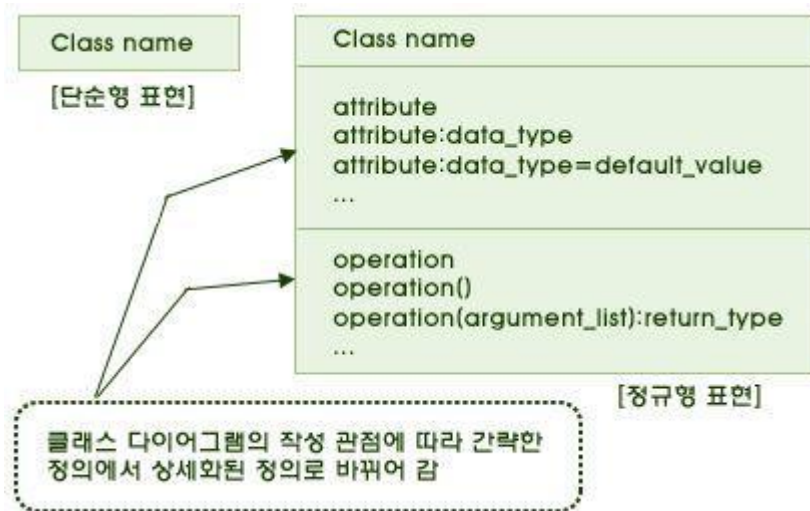 Class name
[단순형 표현]
Class name
attribute
attribute:data_type
attribute:data_type=default_value
...
operation
operation()
operation(argument_list):return_type
...
[정규형 표현]
클래스 다이어그램의 작성 관점에 따라 간략한
정의에서 상세화된 정의로 바뀌어 감